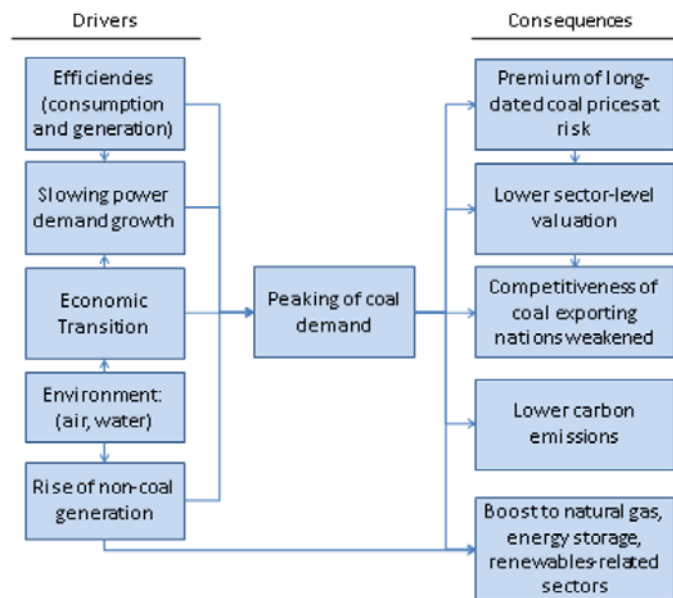 Drivers
Consequences
Efficiencies
(consumption
and generation)
Slowing power
demand growth
Economic
Transition
Environment:
(air, water)
Rise of non-coal
generation
Peaking of coal
demand
Premium of long-
dated coal prices at
risk
Lower sector-level
valuation
Competitiveness of
coal exporting
nations weakened
Lower carbon
emissions
Boost to natural gas,
energy storage,
renewables-related
sectors